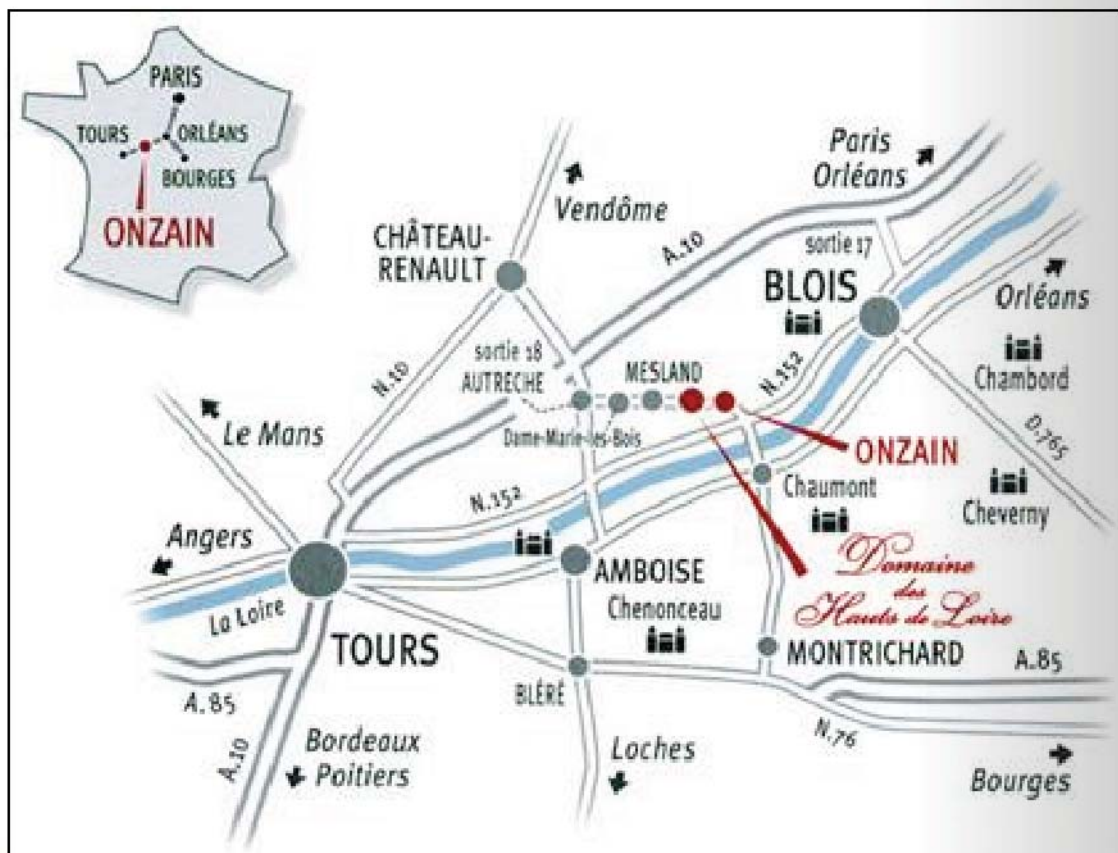 PARIS
TOURS
ORLÉANS
BOURGES
ONZAIN
Paris
Orléans
Vendôme
CHÂTEAU-
RENAULT
A.10
sortie 17
BLOIS
Orléans
sortie 18
AUTRECHE
MESLAND
N.152
Chambord
N.10
Dame-Marie-les-Bois
Le Mans
ONZAIN
D.765
N.152
Chaumont
Cheverny
Angers
Domaine
des
Hauts de Loire
AMBOISE
La Loire
Chenonceau
TOURS
MONTRICHARD
A.85
A.85
BLÉRÉ
N.76
A.10
Bordeaux
Poitiers
Loches
Bourges